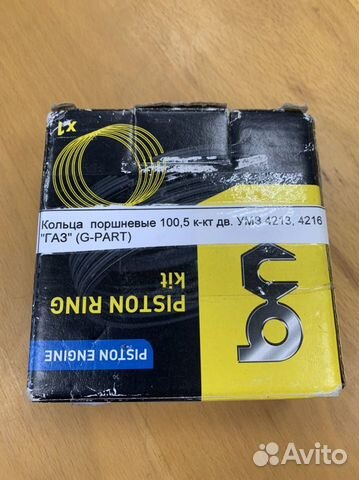 x1
Кольца поршневые 100,5 к-кт дв. УМЗ 4213, 4216
"ГАЗ" (G-PART)
PISTON RING
kit
PISTON ENGINE
Avito